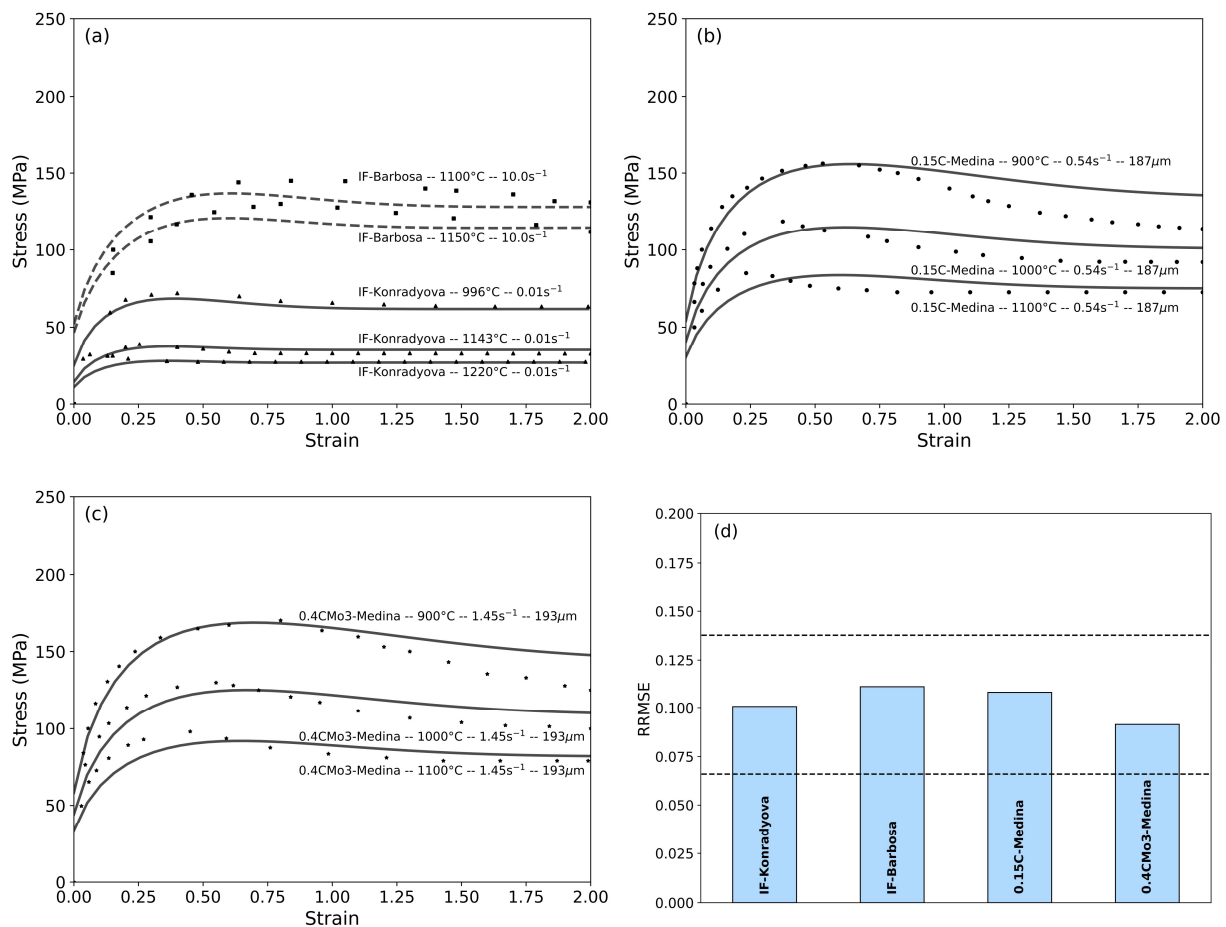 (a)
250
200
150
100
50
0
Stress (MPa)
IF-Barbosa -- 1100°C -- 10.0s⁻¹
IF-Barbosa -- 1150°C -- 10.0s⁻¹
IF-Konradyova -- 996°C -- 0.01s⁻¹
IF-Konradyova -- 1143°C -- 0.01s⁻¹
IF-Konradyova -- 1220°C -- 0.01s⁻¹
0.00 0.25 0.50 0.75 1.00 1.25 1.50 1.75 2.00
Strain
(b)
250
200
150
100
50
0
Stress (MPa)
0.15C-Medina -- 900°C -- 0.54s⁻¹ -- 187μm
0.15C-Medina -- 1000°C -- 0.54s⁻¹ -- 187μm
0.15C-Medina -- 1100°C -- 0.54s⁻¹ -- 187μm
0.00 0.25 0.50 0.75 1.00 1.25 1.50 1.75 2.00
Strain
(c)
250
200
150
100
50
0
Stress (MPa)
0.4CMo3-Medina -- 900°C -- 1.45s⁻¹ -- 193μm
0.4CMo3-Medina -- 1000°C -- 1.45s⁻¹ -- 193μm
0.4CMo3-Medina -- 1100°C -- 1.45s⁻¹ -- 193μm
0.00 0.25 0.50 0.75 1.00 1.25 1.50 1.75 2.00
Strain
(d)
0.200
0.175
0.150
0.125
0.100
0.075
0.050
0.025
0.000
RRMSE
IF-Konradyova
IF-Barbosa
0.15C-Medina
0.4CMo3-Medina